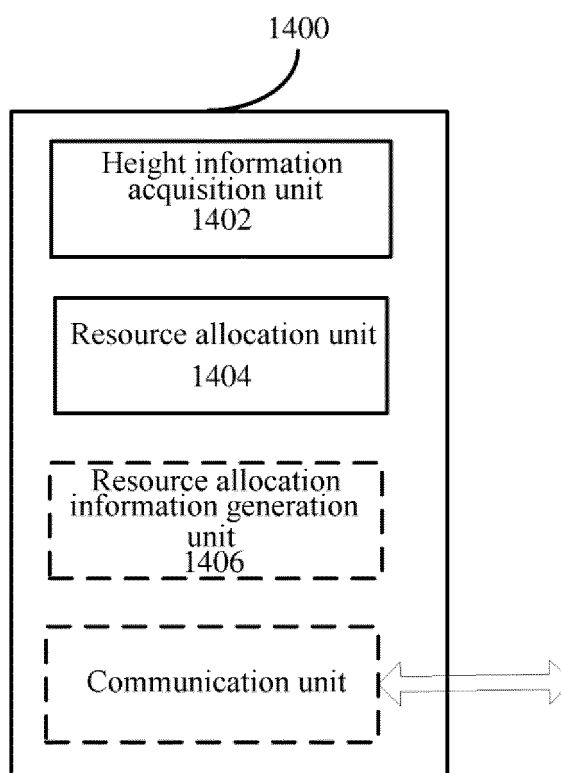 1400
Height information
acquisition unit
1402
Resource allocation unit
1404
Resource allocation
information generation
unit
1406
Communication unit